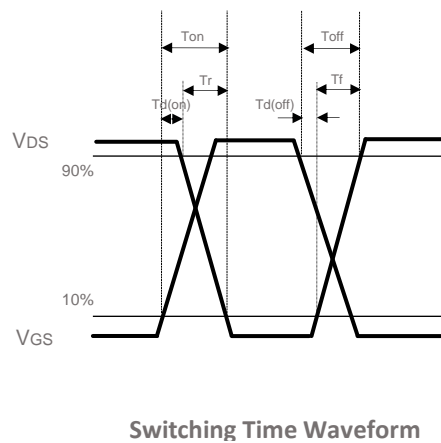 Ton
Toff
Tr
Tf
Td(on)
Td(off)
VDS
90%
10%
VGS
Switching Time Waveform